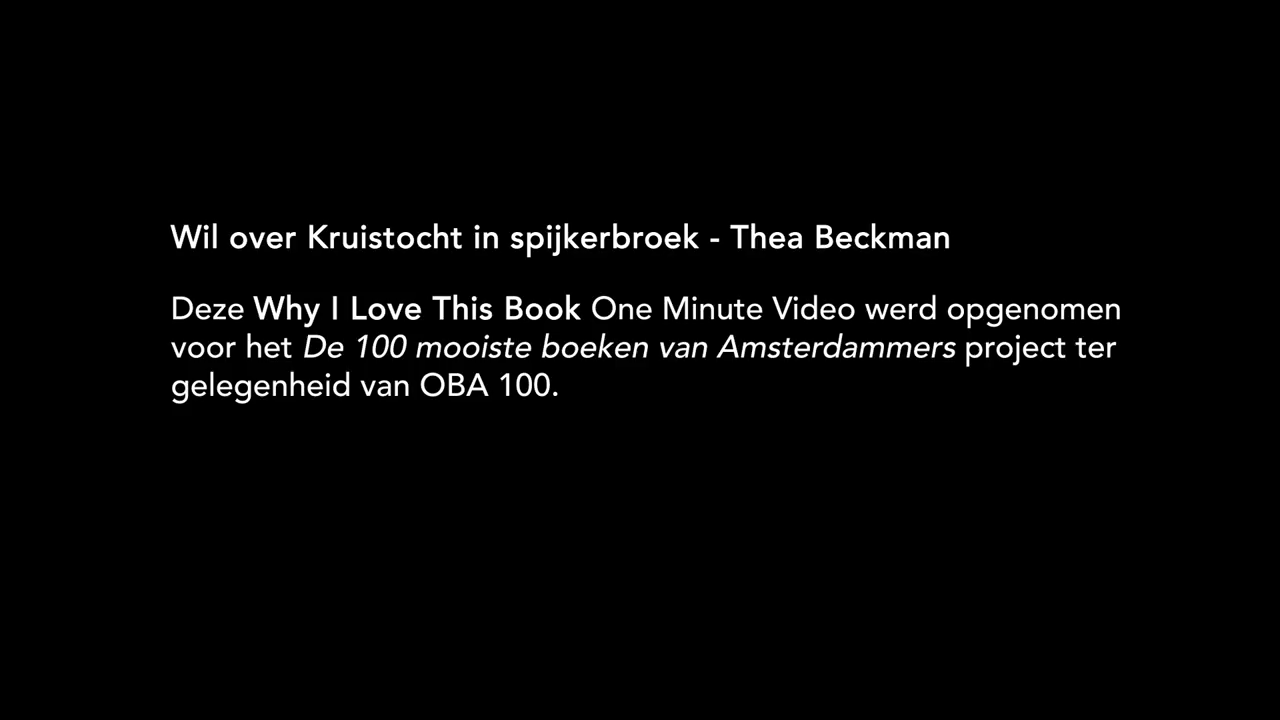 Wil over Kruistocht in spijkerbroek - Thea Beckman
Deze Why I Love This Book One Minute Video werd opgenomen
voor het De 100 mooiste boeken van Amsterdammers project ter
gelegenheid van OBA 100.